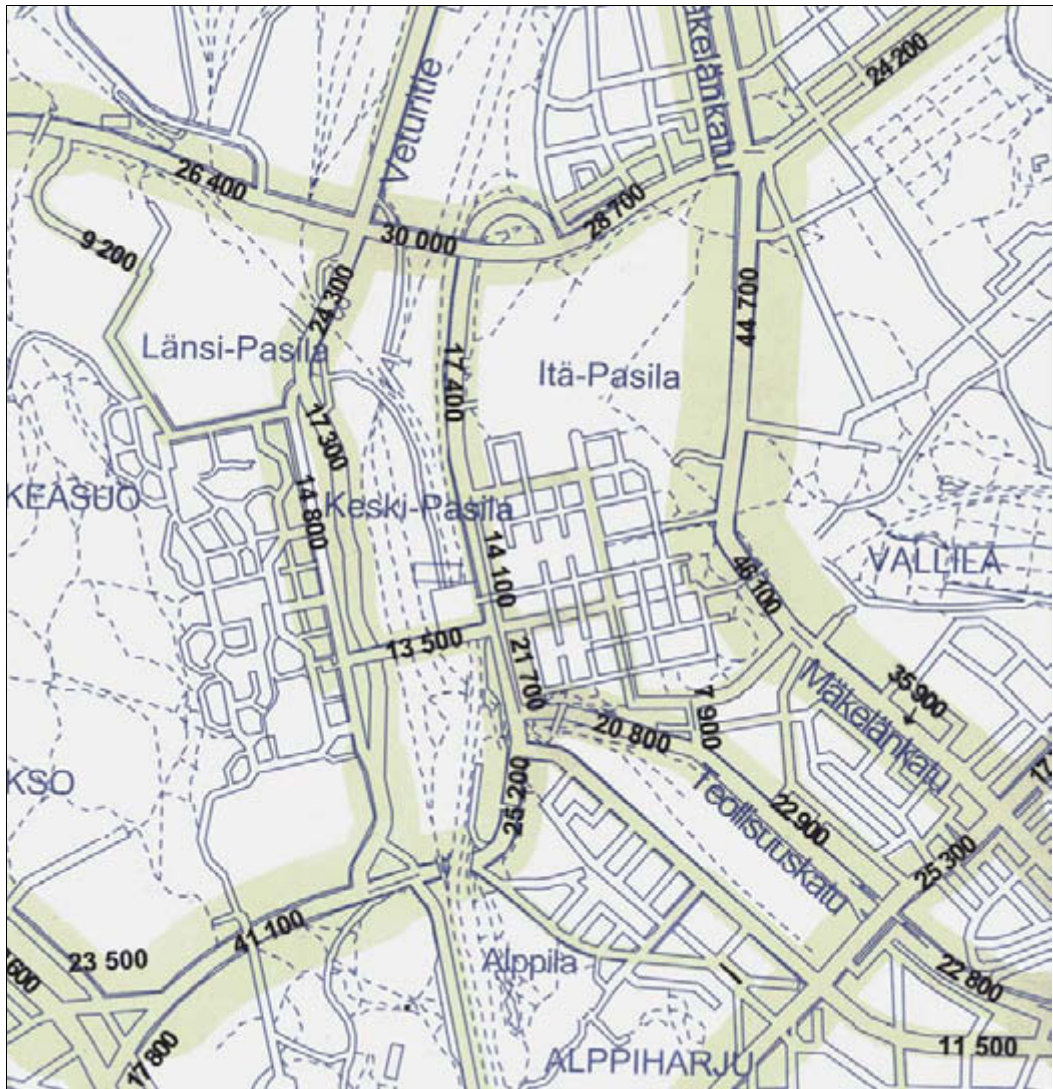 Mäkelänkatu
24 200
Veturitie
26 400
28 700
30 000
9 200
24 300
44 700
Länsi-Pasila
17 400
Itä-Pasila
17 300
14 800
KEASUO
Keski-Pasila
14 100
VALLILA
46 100
13 500
21 700
35 900
Mäkelänkatu
7 900
20 800
KSO
25 200
Teollisuuskatu
22 900
25 300
41 100
23 500
Alppila
22 800
17 800
ALPPIHARJU
11 500